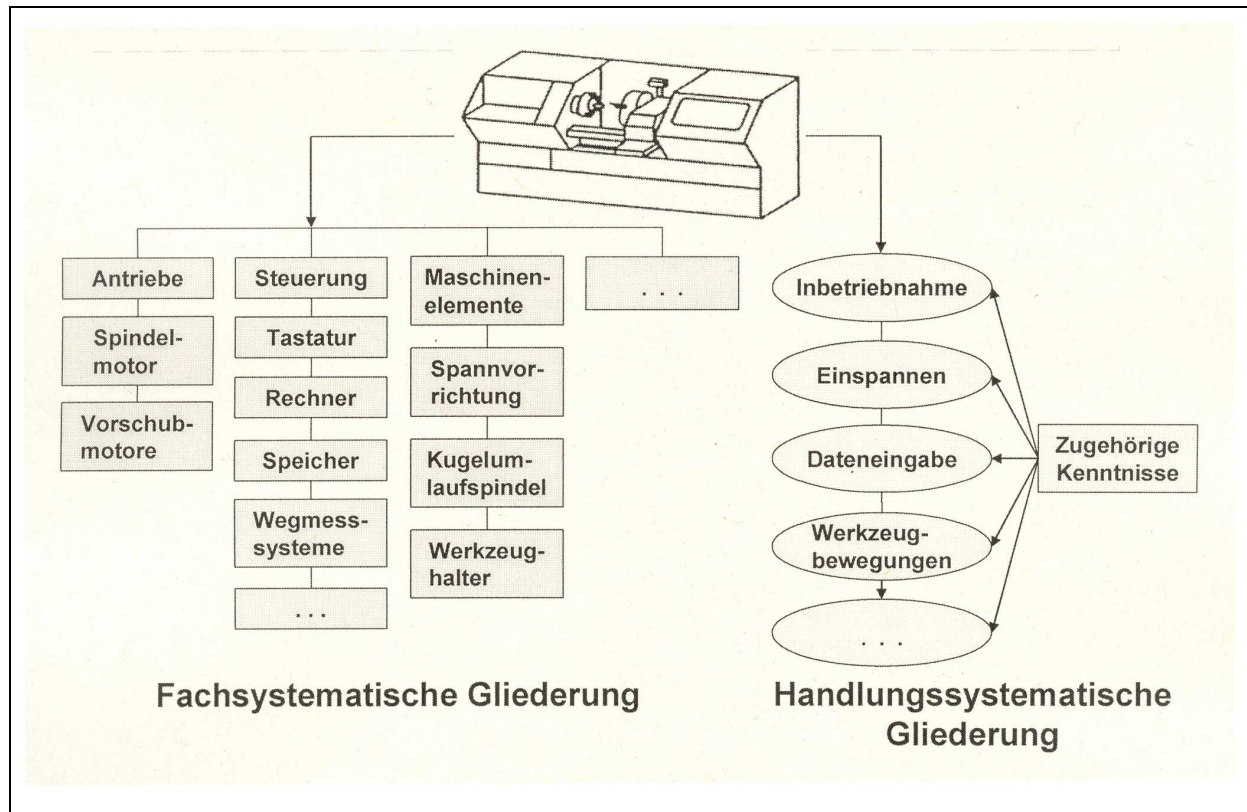 Antriebe
Spindel-
motor
Vorschub-
motore
Steuerung
Tastatur
Rechner
Speicher
Wegmess-
systeme
. . .
Maschinen-
elemente
Spannvor-
richtung
Kugelum-
laufspindel
Werkzeug-
halter
. . .
Inbetriebnahme
Einspannen
Dateneingabe
Werkzeug-
bewegungen
. . .
Zugehörige
Kenntnisse
Fachsystematische Gliederung
Handlungssystematische
Gliederung